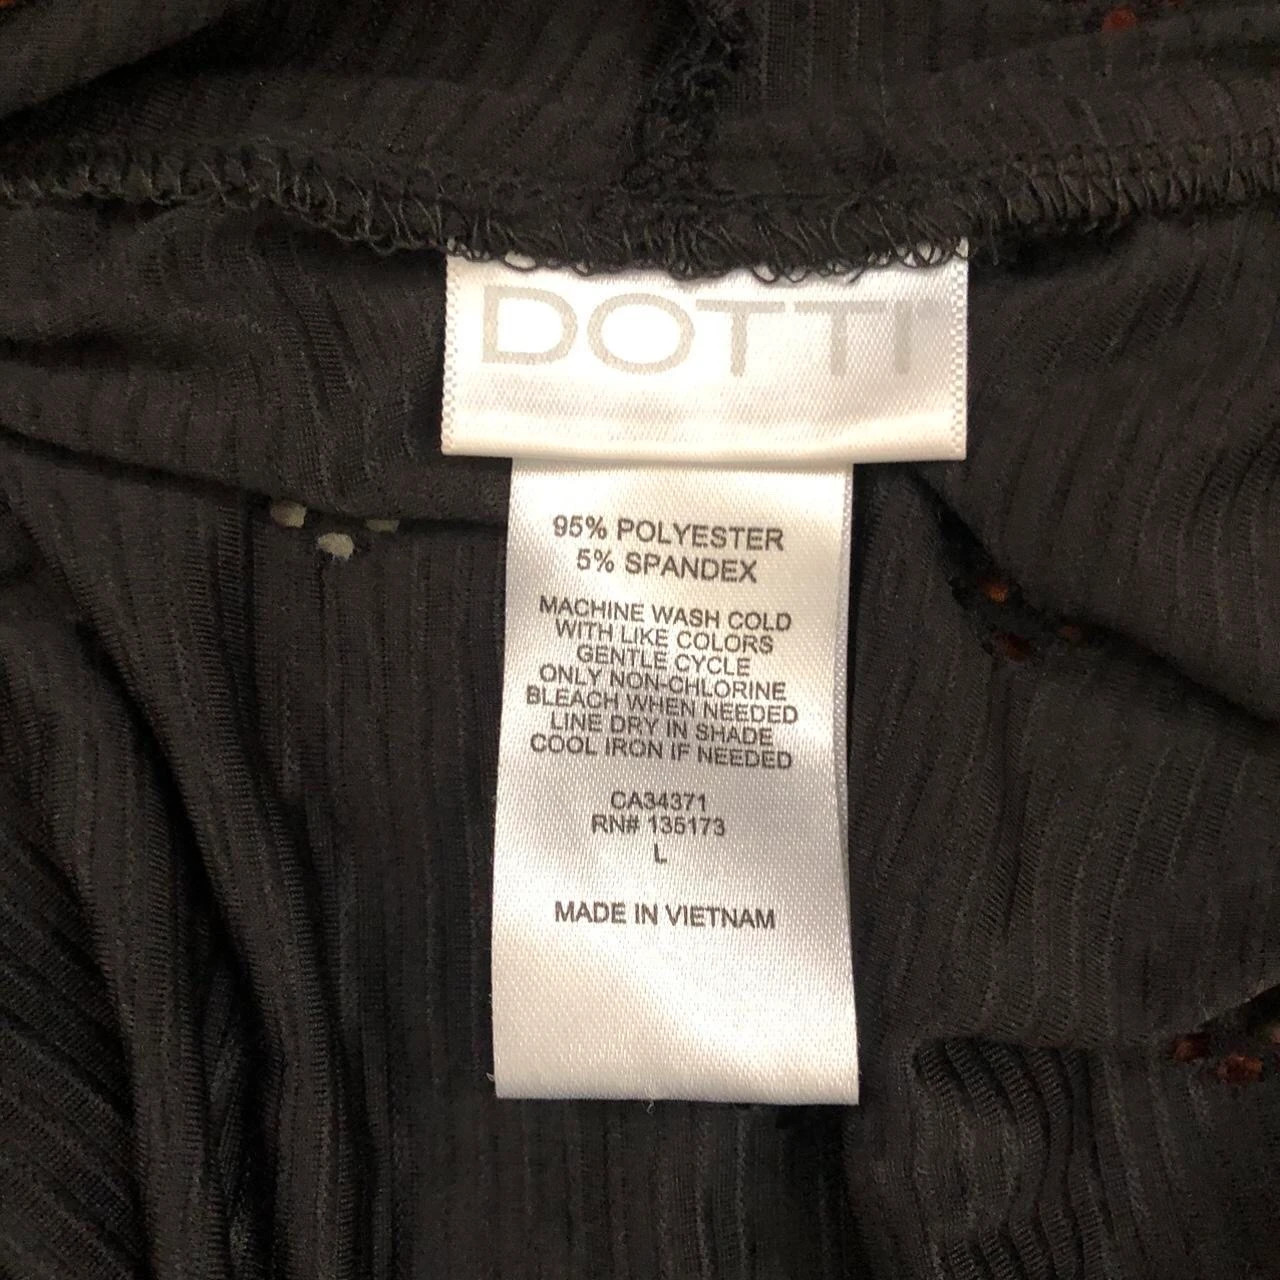 DOTTI
95% POLYESTER
5% SPANDEX
MACHINE WASH COLD
WITH LIKE COLORS
GENTLE CYCLE
ONLY NON-CHLORINE
BLEACH WHEN NEEDED
LINE DRY IN SHADE
COOL IRON IF NEEDED
CA34371
RN# 135173
L
MADE IN VIETNAM